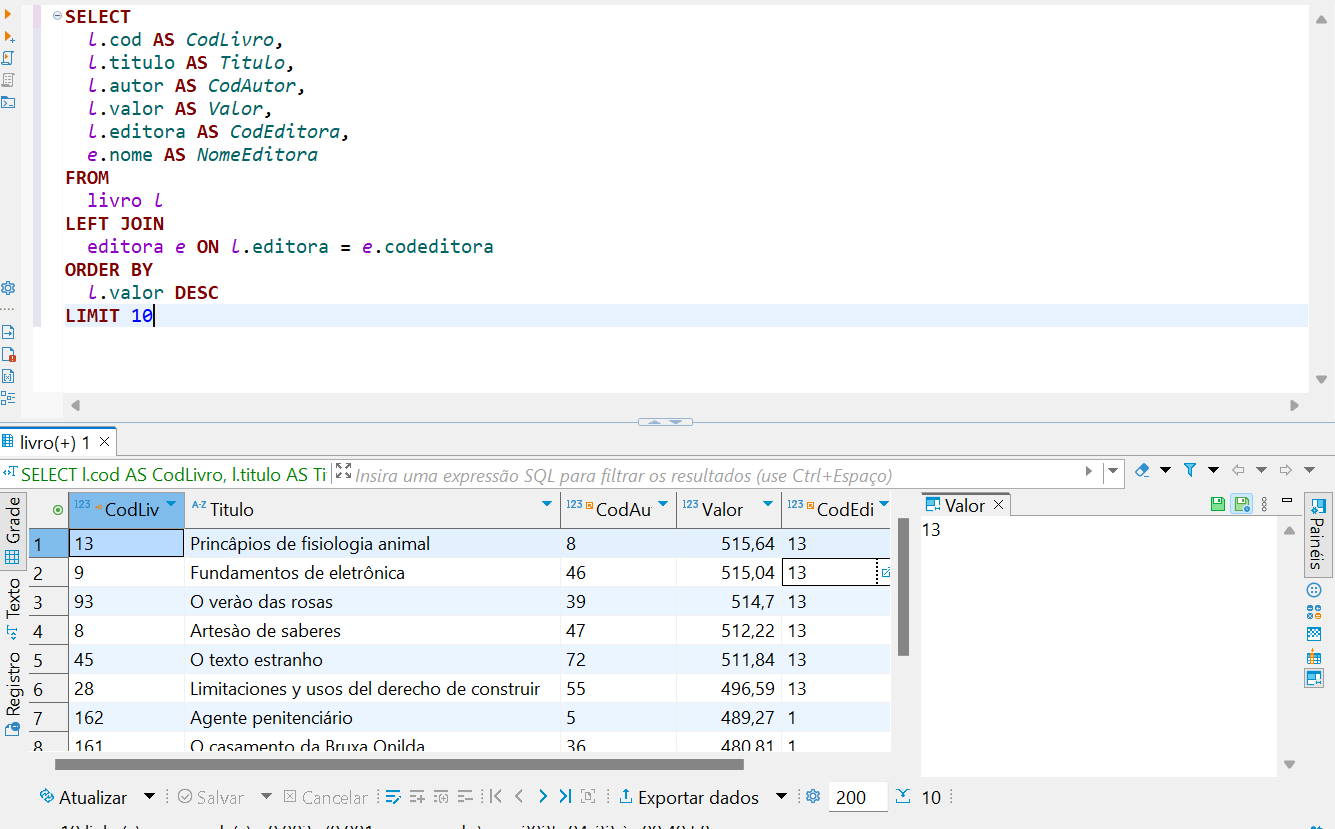 SELECT
l.cod AS CodLivro,
l.titulo AS Titulo,
l.autor AS CodAutor,
l.valor AS Valor,
l.editora AS CodEditora,
e.nome AS NomeEditora
FROM
livro l
LEFT JOIN
editora e ON l.editora = e.codeditora
ORDER BY
l.valor DESC
LIMIT 10
livro(+) 1
SELECT l.cod AS CodLivro, l.titulo AS Ti Insira uma expressão SQL para filtrar os resultados (use Ctrl+Espaço)
Grade
Texto
Registro
123 CodLiv A-Z Titulo 123 CodAu 123 Valor 123 CodEdi
1 13 Princâpios de fisiologia animal 8 515,64 13
2 9 Fundamentos de eletrônica 46 515,04 13
3 93 O verào das rosas 39 514,7 13
4 8 Artesào de saberes 47 512,22 13
5 45 O texto estranho 72 511,84 13
6 28 Limitaciones y usos del derecho de construir 55 496,59 13
7 162 Agente penitenciário 5 489,27 1
8 161 O casamento da Bruxa Onilda 36 480,81 1
Valor
13
Painéis
Atualizar Salvar Cancelar Exportar dados 200 10